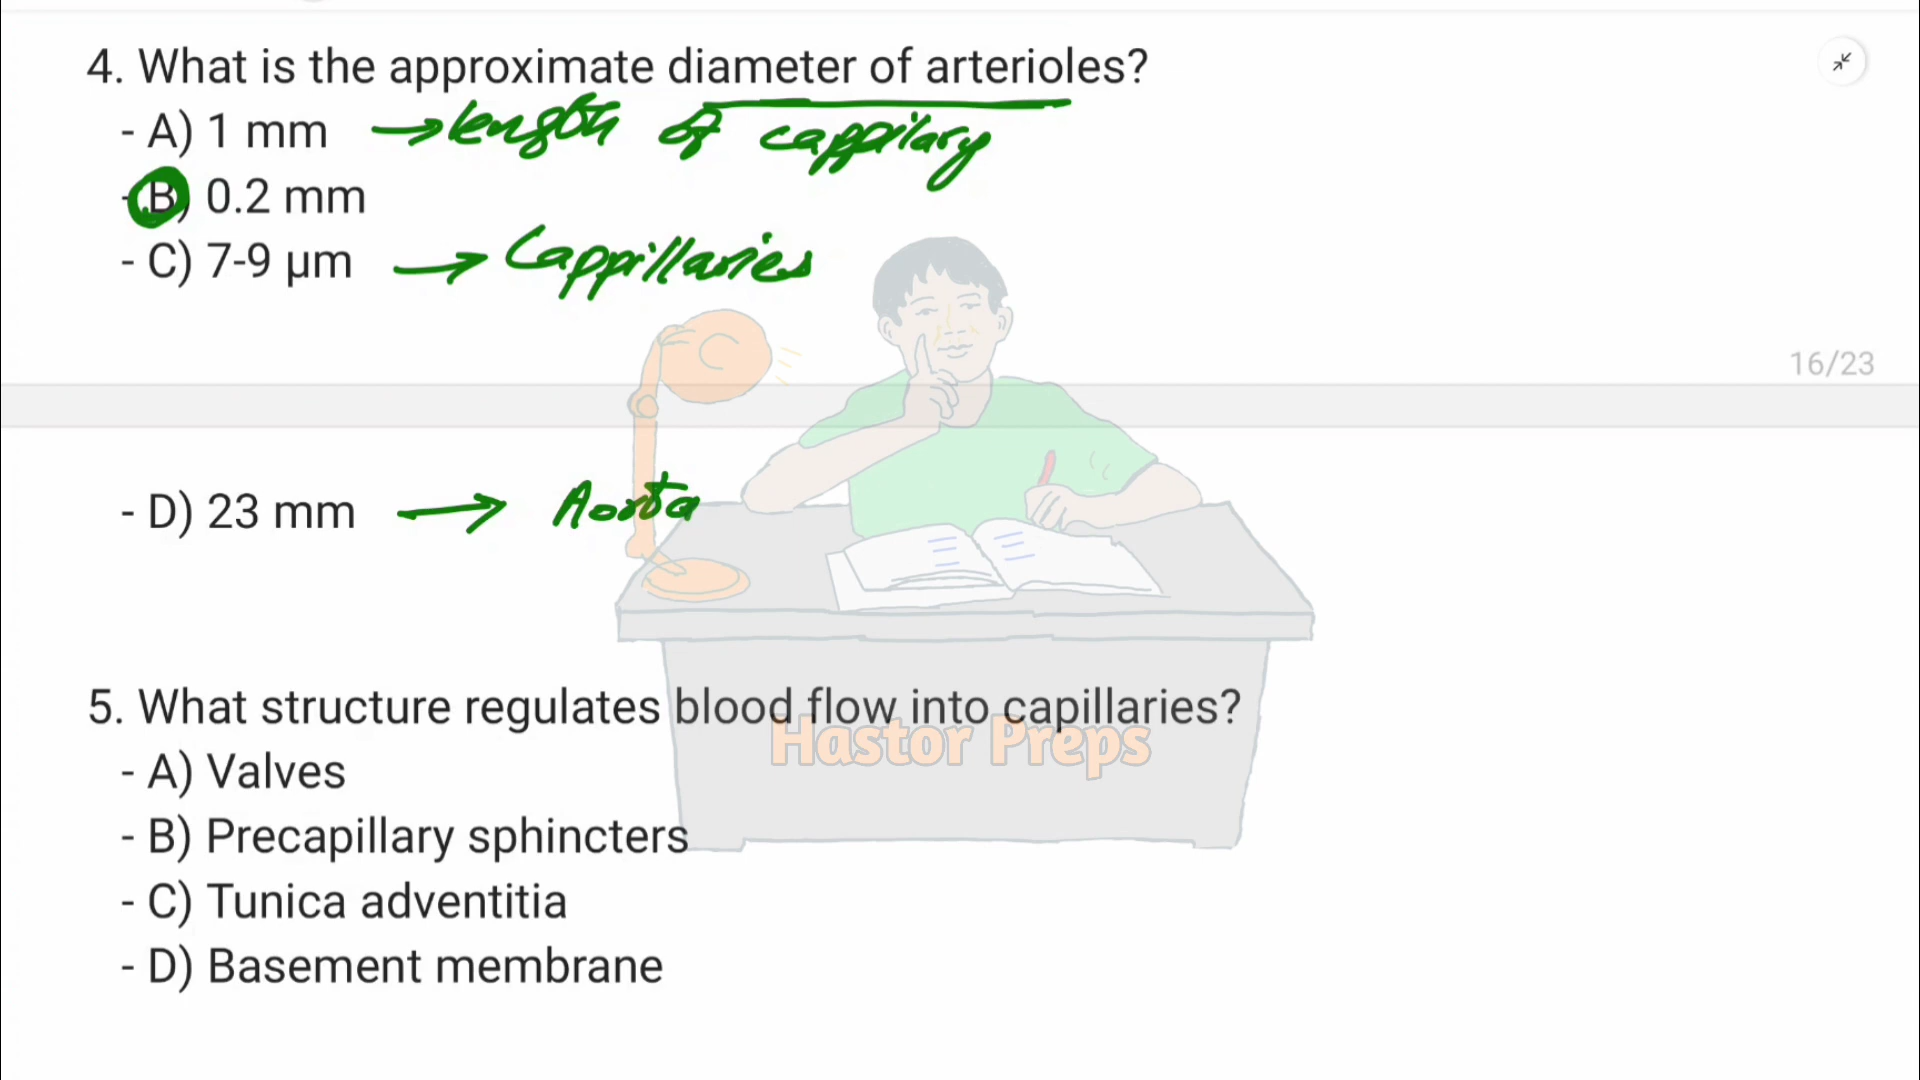 4. What is the approximate diameter of arterioles?
- A) 1 mm → length of cappilary
- B) 0.2 mm
- C) 7-9 µm → Cappillaries
16/23
- D) 23 mm → Aorta
5. What structure regulates blood flow into capillaries?
Hastor Preps
- A) Valves
- B) Precapillary sphincters
- C) Tunica adventitia
- D) Basement membrane